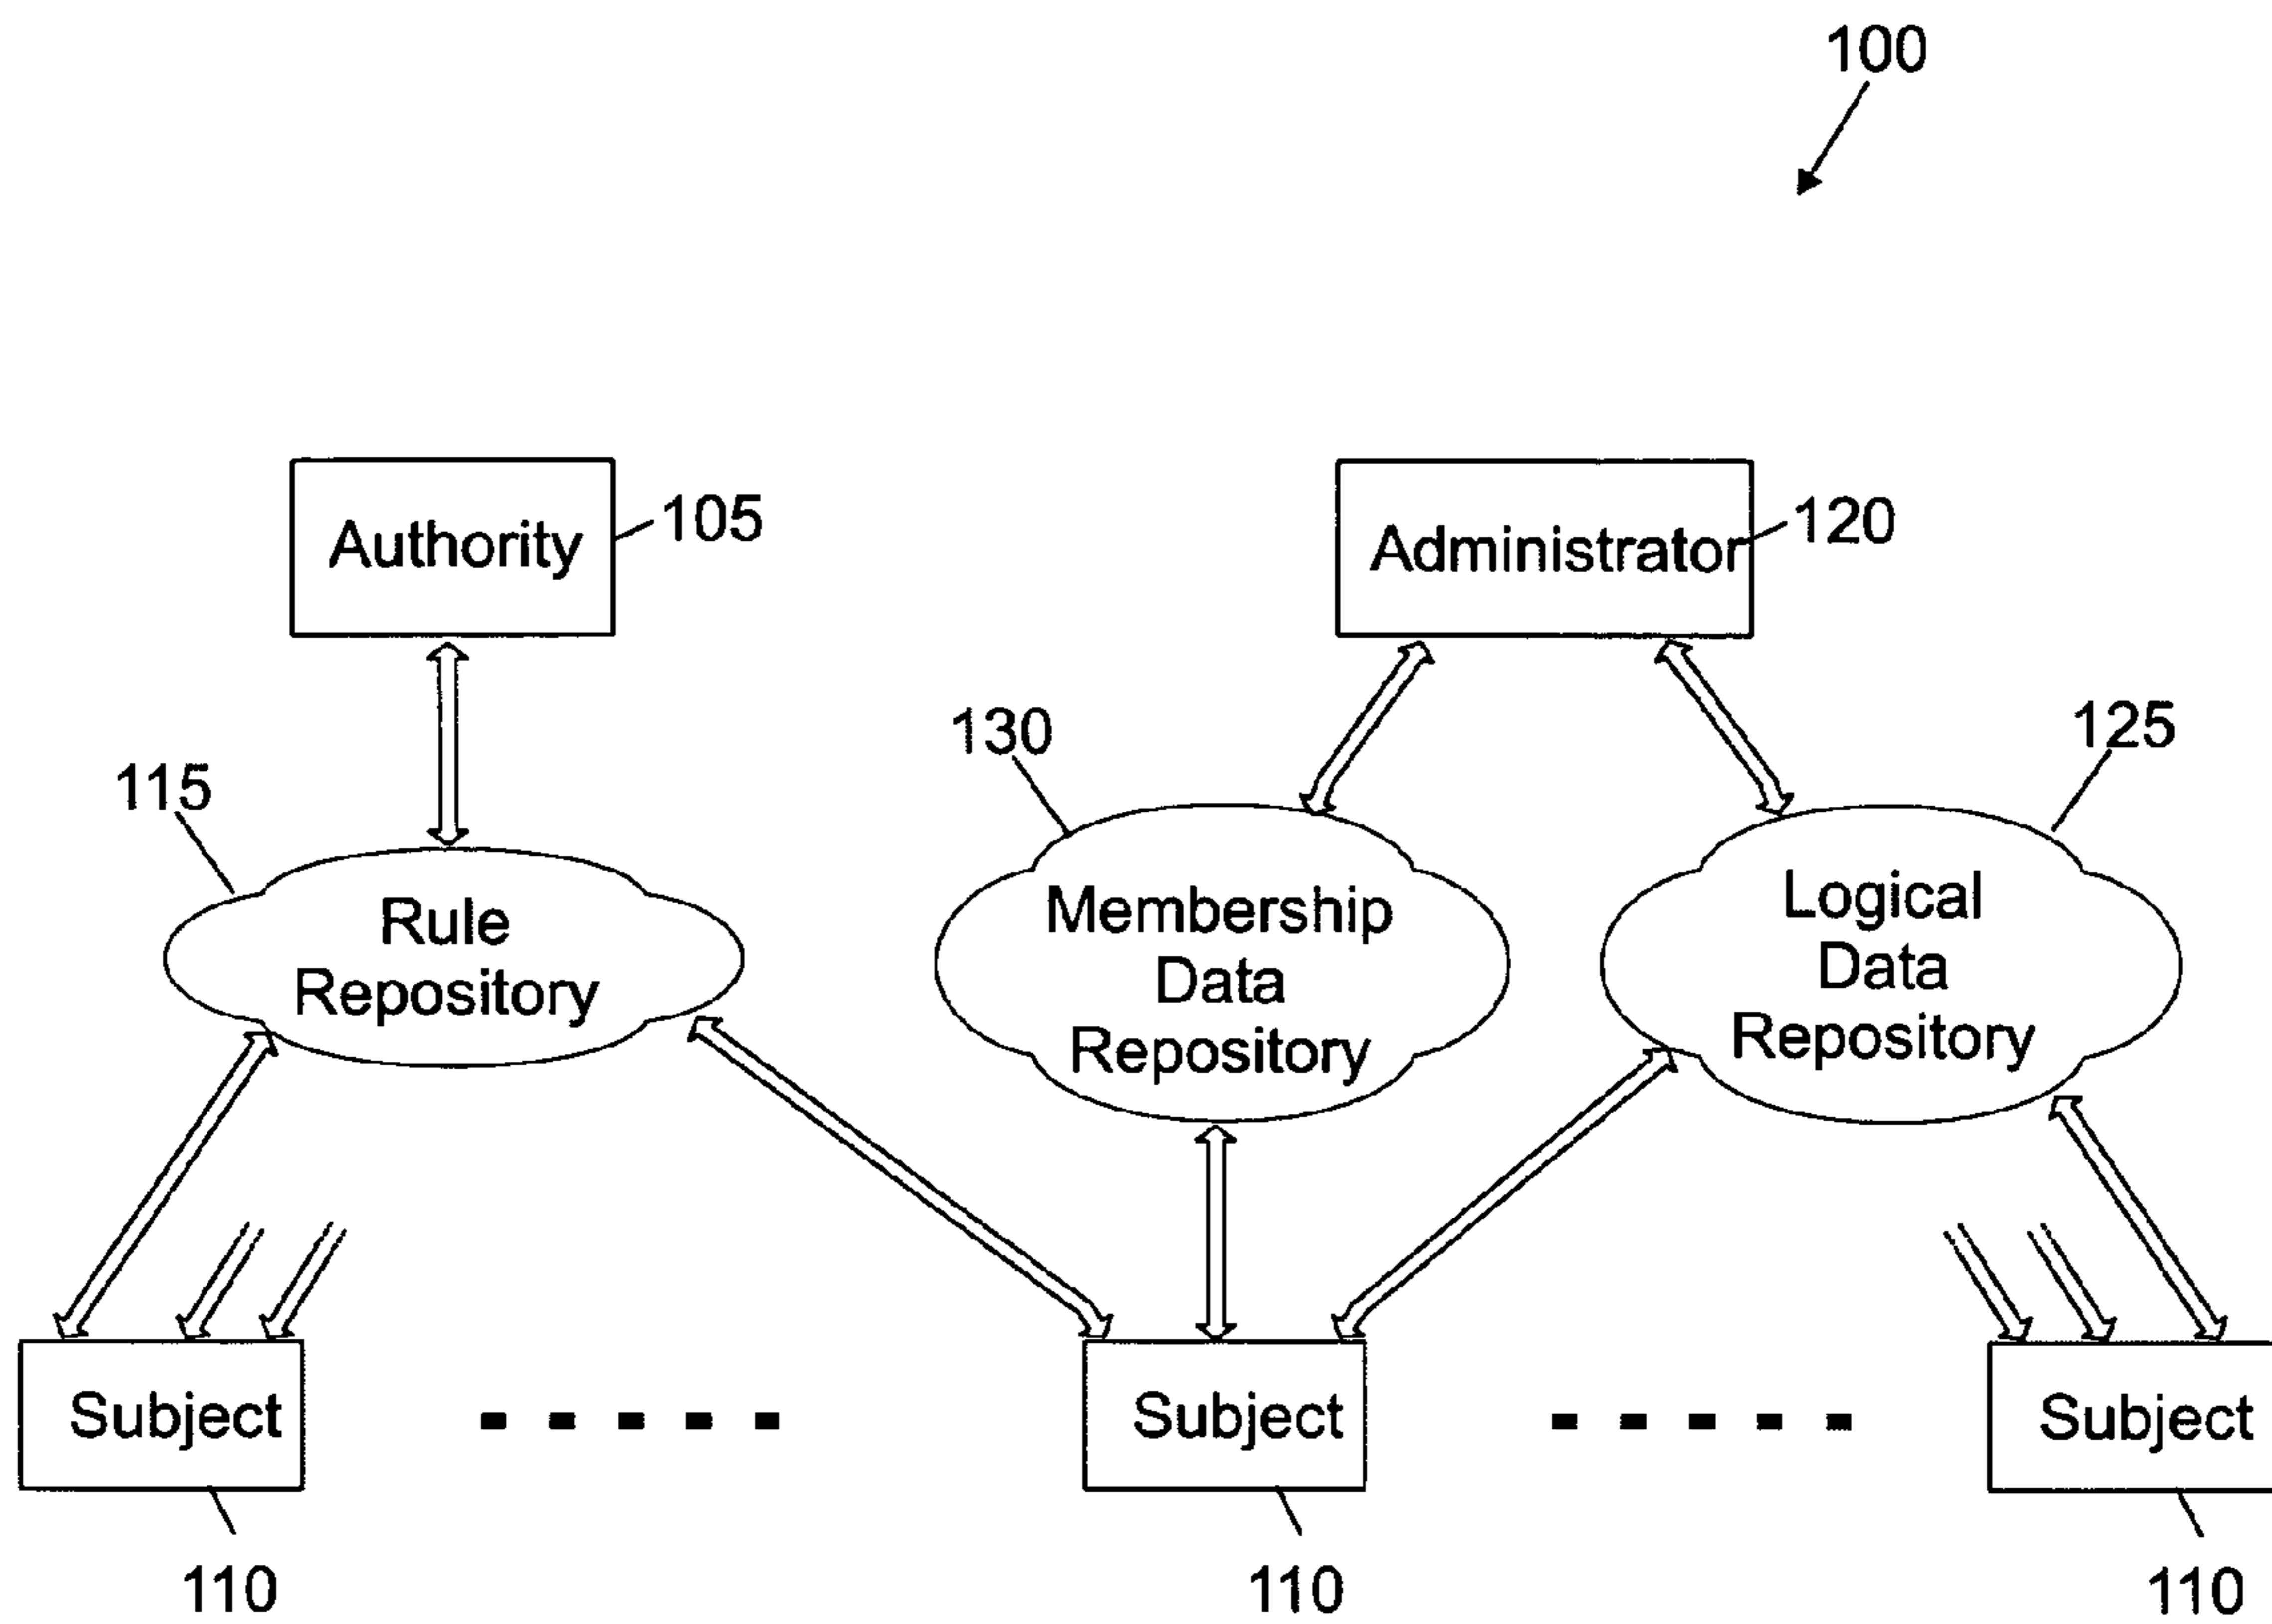 100
Authority
105
Administrator
120
115
130
125
Rule
Repository
Membership
Data
Repository
Logical
Data
Repository
Subject
Subject
Subject
110
110
110